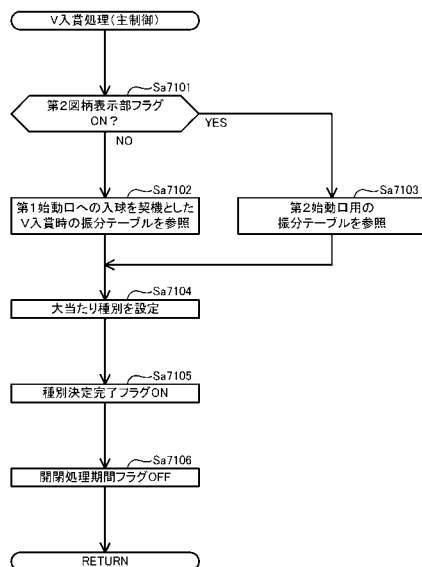 V入賞処理(主制御)
Sa7101
第2図柄表示部フラグ
ON?
YES
NO
Sa7102
第1始動口への入球を契機とした
V入賞時の振分テーブルを参照
Sa7103
第2始動口用の
振分テーブルを参照
Sa7104
大当たり種別を設定
Sa7105
種別決定完了フラグON
Sa7106
開閉処理期間フラグOFF
RETURN